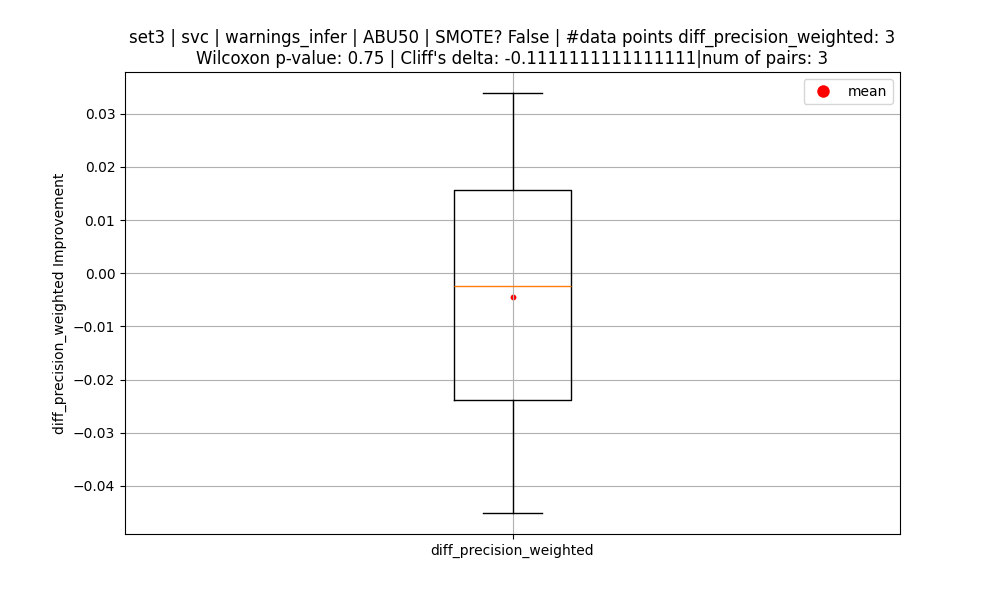 set3 | svc | warnings_infer | ABU50 | SMOTE? False | #data points diff_precision_weighted: 3
Wilcoxon p-value: 0.75 | Cliff's delta: -0.1111111111111111|num of pairs: 3
mean
0.03
0.02
0.01
0.00
−0.01
−0.02
−0.03
−0.04
diff_precision_weighted Improvement
diff_precision_weighted